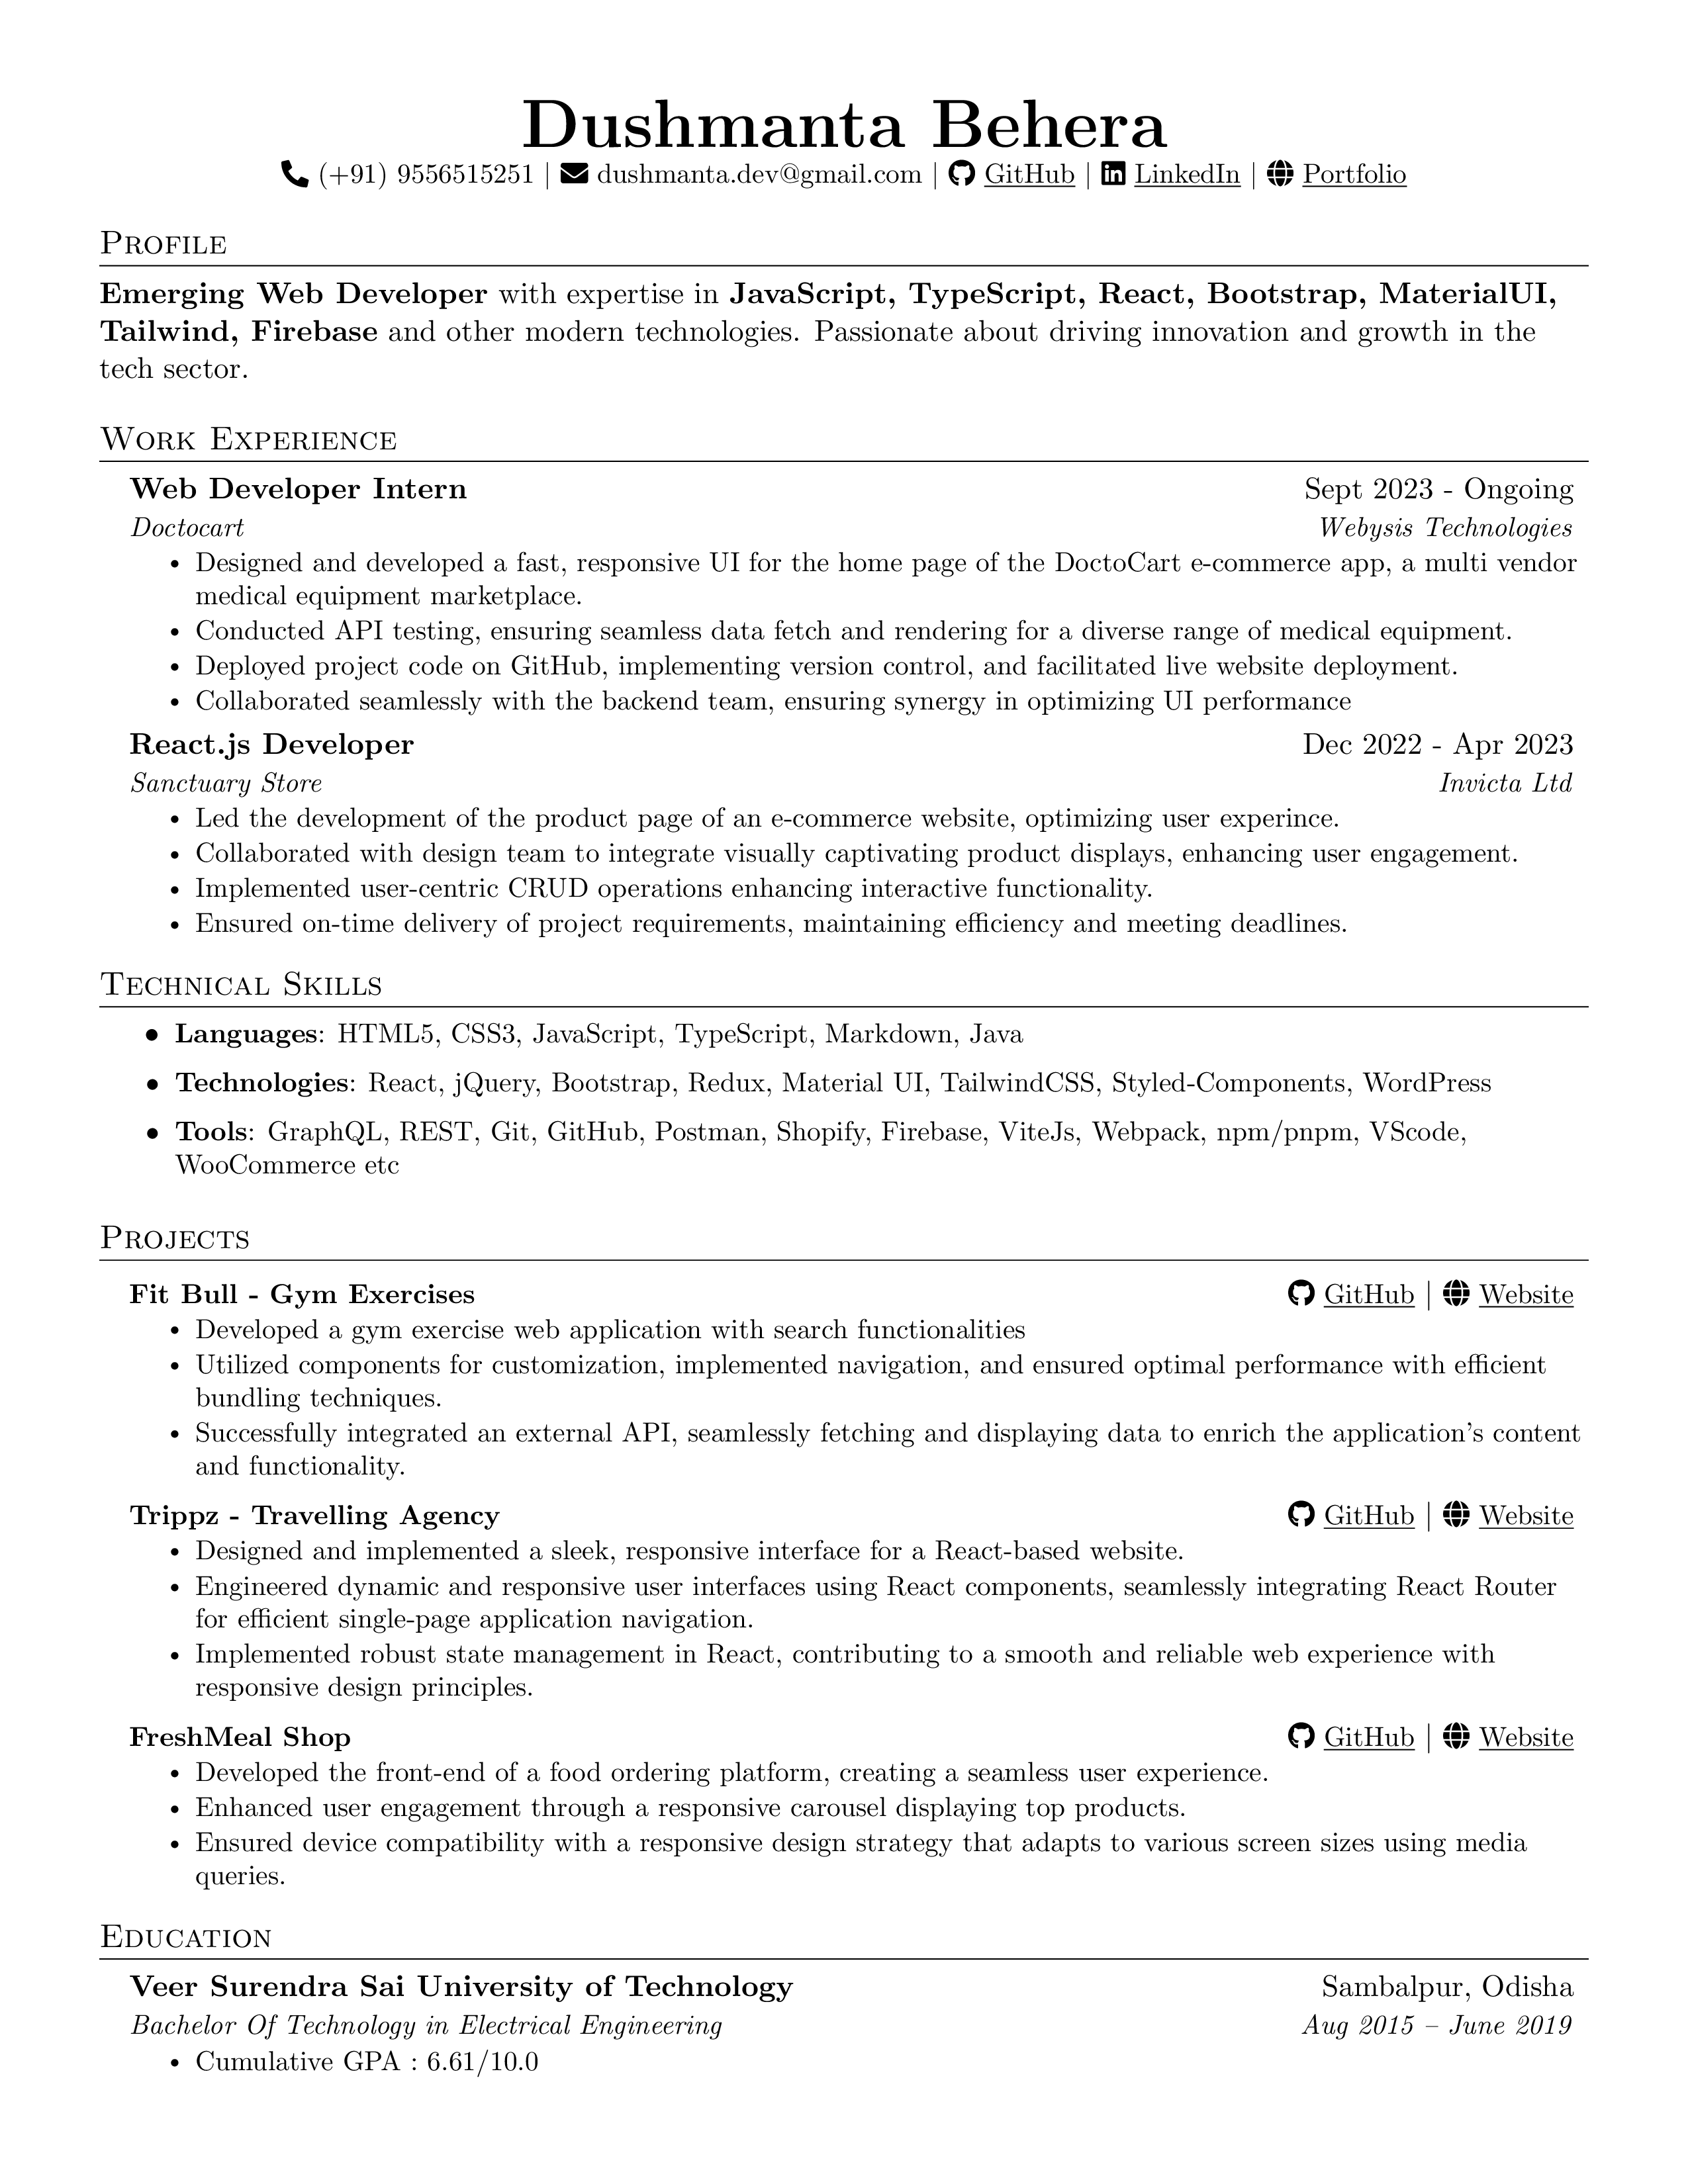 Dushmanta Behera
(+91) 9556515251 | dushmanta.dev@gmail.com | GitHub | LinkedIn | Portfolio
Profile
Emerging Web Developer with expertise in JavaScript, TypeScript, React, Bootstrap, MaterialUI,
Tailwind, Firebase and other modern technologies. Passionate about driving innovation and growth in the
tech sector.
Work Experience
Web Developer Intern Sept 2023 - Ongoing
Doctocart Webysis Technologies
• Designed and developed a fast, responsive UI for the home page of the DoctoCart e-commerce app, a multi vendor
medical equipment marketplace.
• Conducted API testing, ensuring seamless data fetch and rendering for a diverse range of medical equipment.
• Deployed project code on GitHub, implementing version control, and facilitated live website deployment.
• Collaborated seamlessly with the backend team, ensuring synergy in optimizing UI performance
React.js Developer Dec 2022 - Apr 2023
Sanctuary Store Invicta Ltd
• Led the development of the product page of an e-commerce website, optimizing user experince.
• Collaborated with design team to integrate visually captivating product displays, enhancing user engagement.
• Implemented user-centric CRUD operations enhancing interactive functionality.
• Ensured on-time delivery of project requirements, maintaining efficiency and meeting deadlines.
Technical Skills
• Languages: HTML5, CSS3, JavaScript, TypeScript, Markdown, Java
• Technologies: React, jQuery, Bootstrap, Redux, Material UI, TailwindCSS, Styled-Components, WordPress
• Tools: GraphQL, REST, Git, GitHub, Postman, Shopify, Firebase, ViteJs, Webpack, npm/pnpm, VScode,
WooCommerce etc
Projects
Fit Bull - Gym Exercises GitHub | Website
• Developed a gym exercise web application with search functionalities
• Utilized components for customization, implemented navigation, and ensured optimal performance with efficient
bundling techniques.
• Successfully integrated an external API, seamlessly fetching and displaying data to enrich the application's content
and functionality.
Trippz - Travelling Agency GitHub | Website
• Designed and implemented a sleek, responsive interface for a React-based website.
• Engineered dynamic and responsive user interfaces using React components, seamlessly integrating React Router
for efficient single-page application navigation.
• Implemented robust state management in React, contributing to a smooth and reliable web experience with
responsive design principles.
FreshMeal Shop GitHub | Website
• Developed the front-end of a food ordering platform, creating a seamless user experience.
• Enhanced user engagement through a responsive carousel displaying top products.
• Ensured device compatibility with a responsive design strategy that adapts to various screen sizes using media
queries.
Education
Veer Surendra Sai University of Technology Sambalpur, Odisha
Bachelor Of Technology in Electrical Engineering Aug 2015 – June 2019
• Cumulative GPA : 6.61/10.0